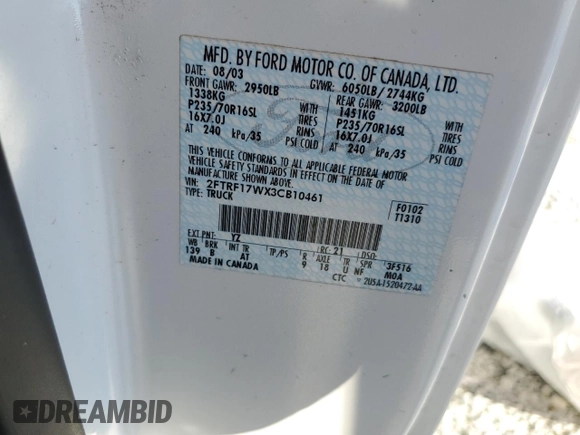 MFD. BY FORD MOTOR CO. OF CANADA, LTD.
08/03 GVWR: 6050LB/ 2744KG
FRONT GAWR: 2950LB REAR GAWR: 3200LB
1338KG WITH 1451KG WITH
P235/70R16SL TIRES P235/70R16SL TIRES
16X7.0J RIMS 16X7.0J RIMS
AT 240 kPa/35 PSI COLD AT 240 kPa/35 PSI COLD
THIS VEHICLE CONFORMS TO ALL APPLICABLE FEDERAL MOTOR
VEHICLE SAFETY STANDARDS IN EFFECT ON THE DATE OF
MANUFACTURE SHOWN ABOVE.
VIN: 2FTRF17WX3CB10461 F0102
TYPE: TRUCK T1310
EXT PNT: YZ RC: 21 DSO:
WB BRK INT TR TP/PS R AXLE TR SPR 3F516
139 B AT 9 18 U NF MOA
MADE IN CANADA CTC 2U5A-1520472-AA
Ford
DREAMBID